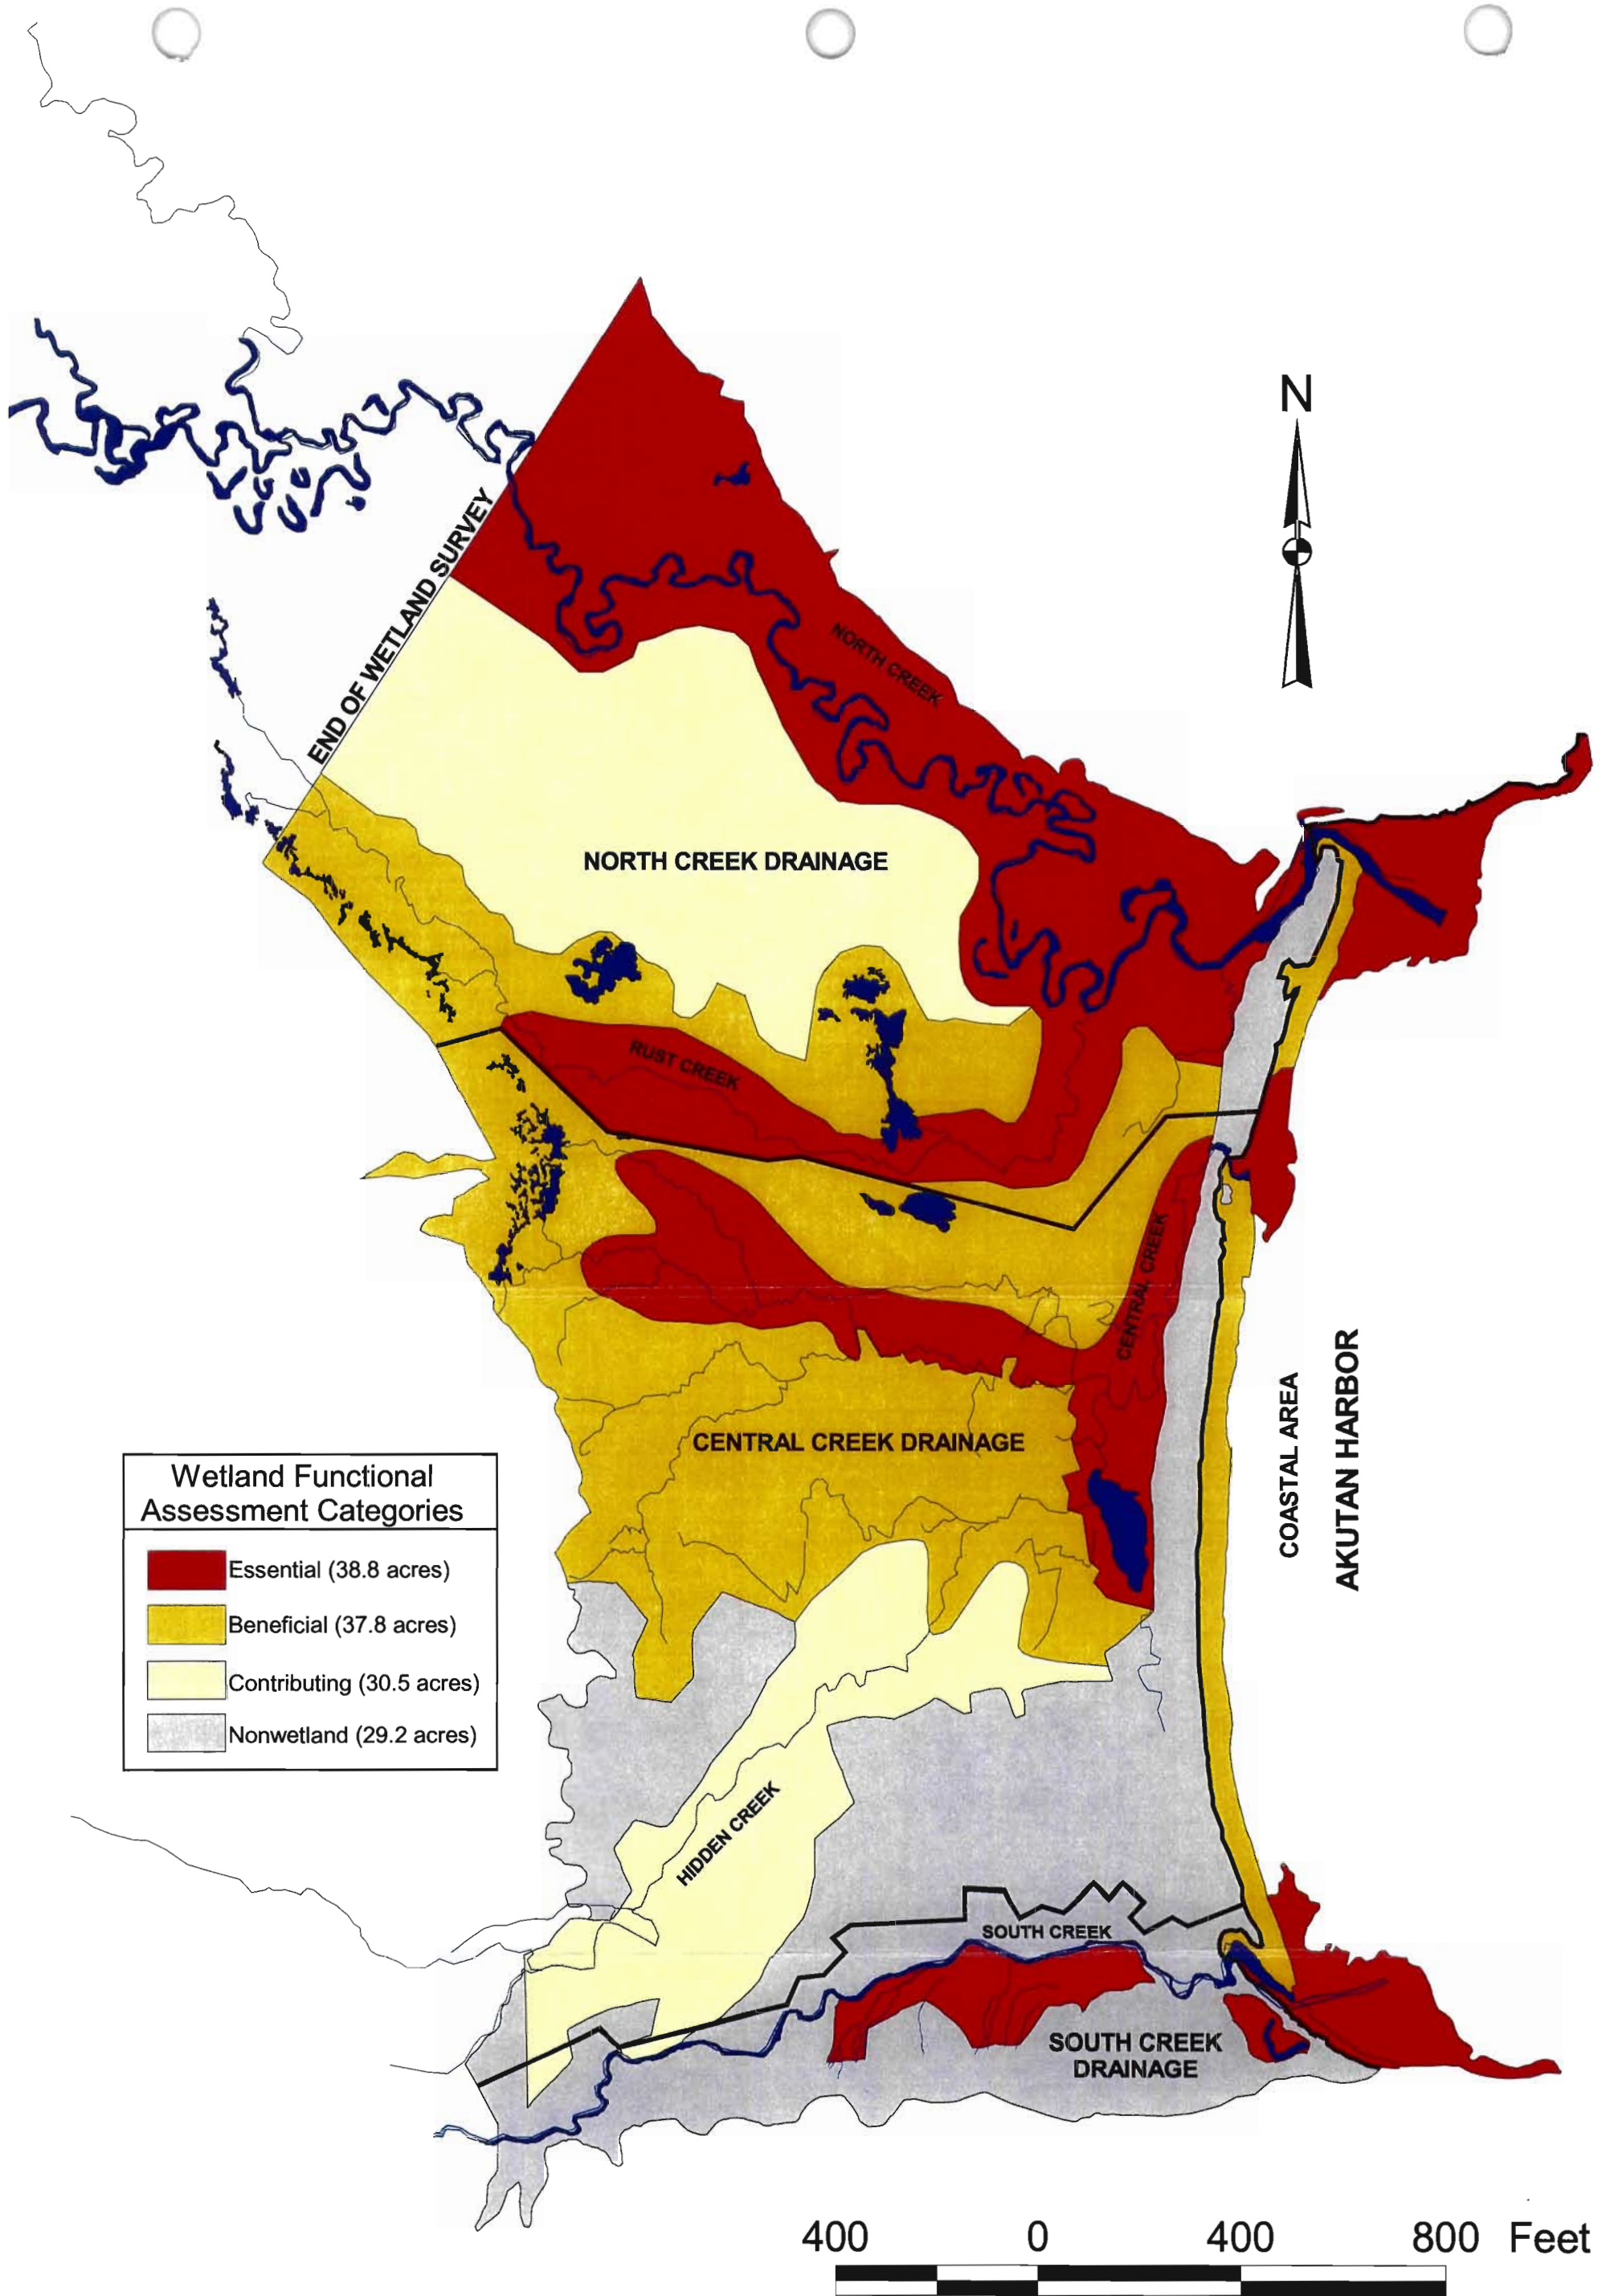 N
END OF WETLAND SURVEY
NORTH CREEK
NORTH CREEK DRAINAGE
RUST CREEK
CENTRAL CREEK
CENTRAL CREEK DRAINAGE
COASTAL AREA
AKUTAN HARBOR
Wetland Functional
Assessment Categories
Essential (38.8 acres)
Beneficial (37.8 acres)
Contributing (30.5 acres)
Nonwetland (29.2 acres)
HIDDEN CREEK
SOUTH CREEK
SOUTH CREEK
DRAINAGE
400 0 400 800 Feet